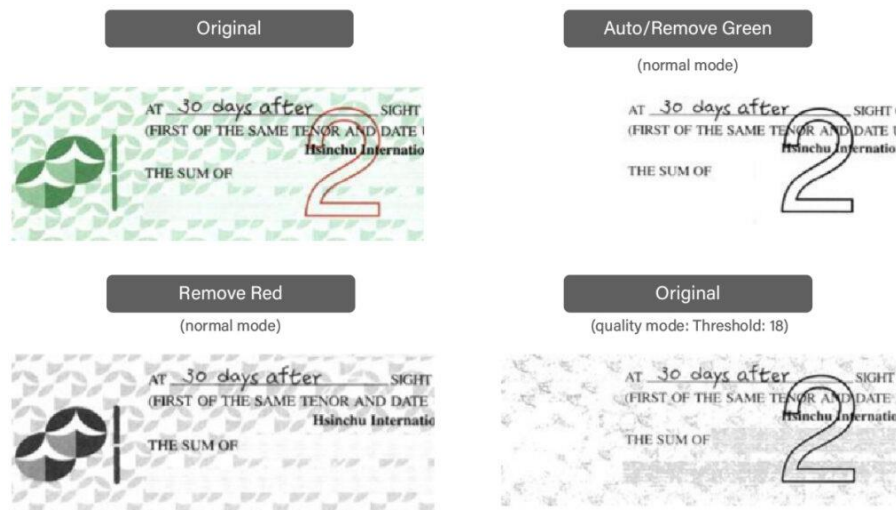 Original
AT 30 days after SIGHT
(FIRST OF THE SAME TENOR AND DATE
Hsinchu Internatio
THE SUM OF
2
Auto/Remove Green
(normal mode)
AT 30 days after SIGHT
(FIRST OF THE SAME TENOR AND DATE
Hsinchu Internatio
THE SUM OF
2
Remove Red
(normal mode)
AT 30 days after SIGHT
(FIRST OF THE SAME TENOR AND DATE
Hsinchu Internatio
THE SUM OF
Original
(quality mode: Threshold: 18)
AT 30 days after SIGHT
(FIRST OF THE SAME TENOR AND DATE
Hsinchu Internatio
THE SUM OF
2